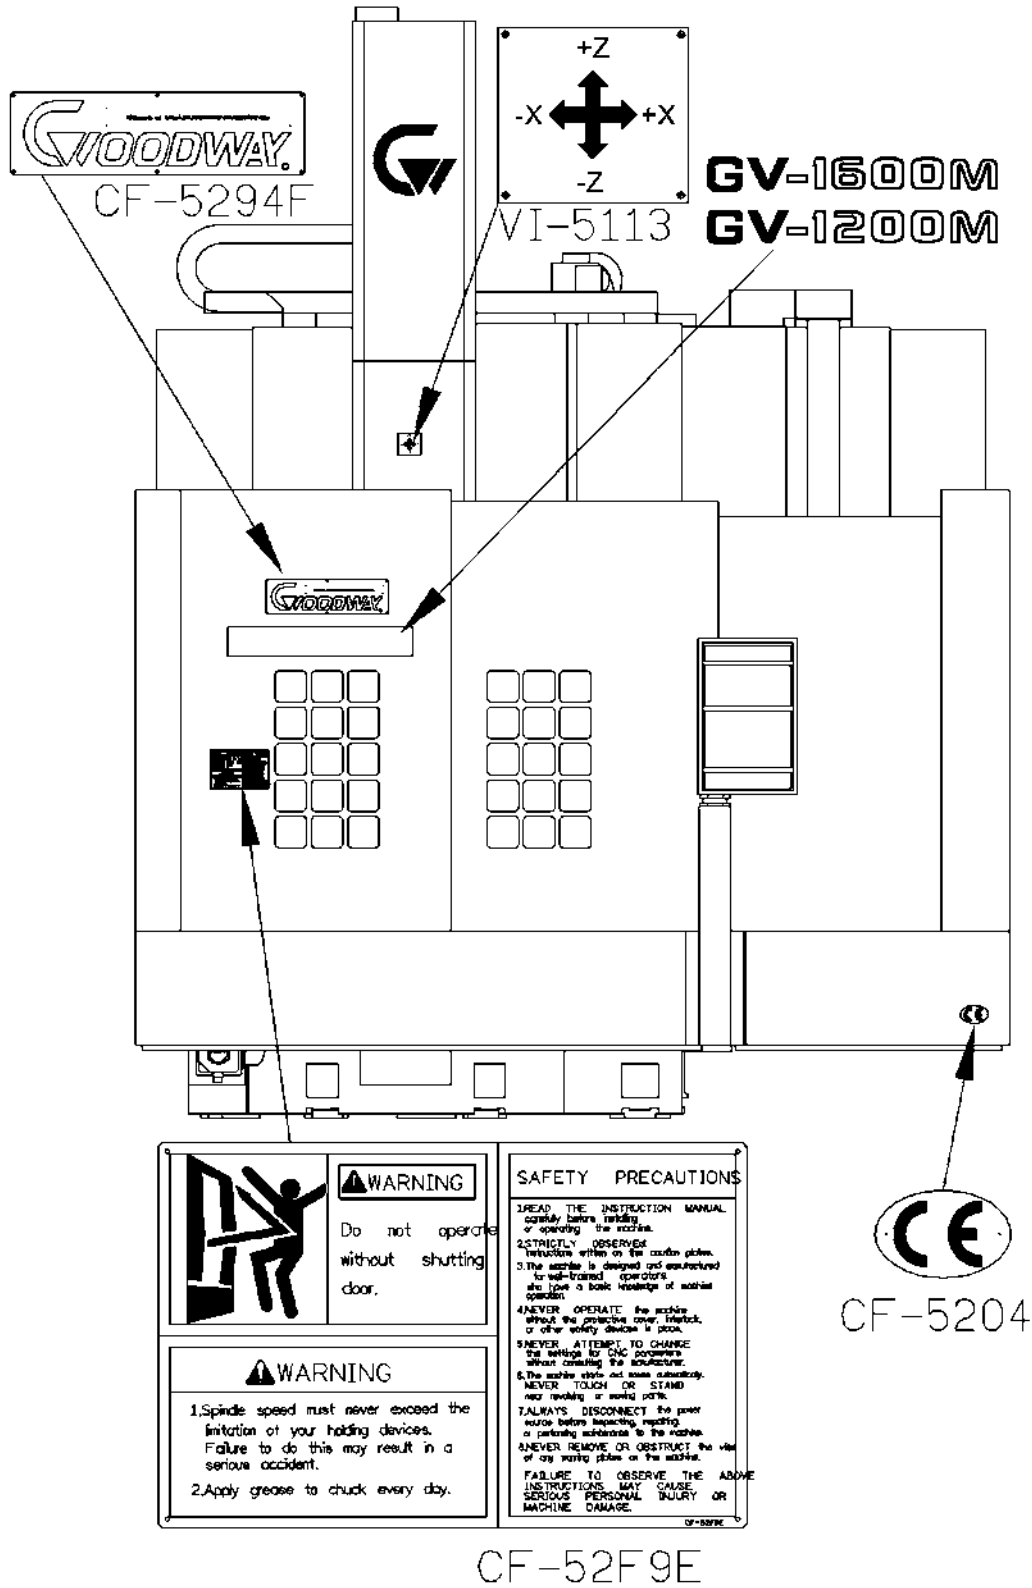 +Z
-X +X
-Z
GOODWAY
CF-5294F
VI-5113
GV-1600M
GV-1200M
GOODWAY
CE
CE
CF-5204
WARNING
Do not operate
without shutting
door.
WARNING
1.Spindle speed must never exceed the
limitation of your holding devices.
Failure to do this may result in a
serious accident.
2.Apply grease to chuck every day.
SAFETY PRECAUTIONS
1.READ THE INSTRUCTION MANUAL
carefully before installing
or operating the machine.
2.STRICTLY OBSERVE
instructions written on the caution plates.
3.The machine is designed and manufactured
for well-trained operators
who have a basic knowledge of machine
operation.
4.NEVER OPERATE the machine
without the protective cover, interlock,
or other safety devices in place.
5.NEVER ATTEMPT TO CHANGE
the settings for CNC parameters
without consulting the manufacturer.
6.The machine starts and moves automatically.
NEVER TOUCH OR STAND
near revolving or moving parts.
7.ALWAYS DISCONNECT the power
source before inspecting, repairing,
or performing maintenance to the machine.
8.NEVER REMOVE OR OBSTRUCT the view
of any warning plates on the machine.
FAILURE TO OBSERVE THE ABOVE
INSTRUCTIONS MAY CAUSE
SERIOUS PERSONAL INJURY OR
MACHINE DAMAGE.
CF-52F9E
CF-52F9E